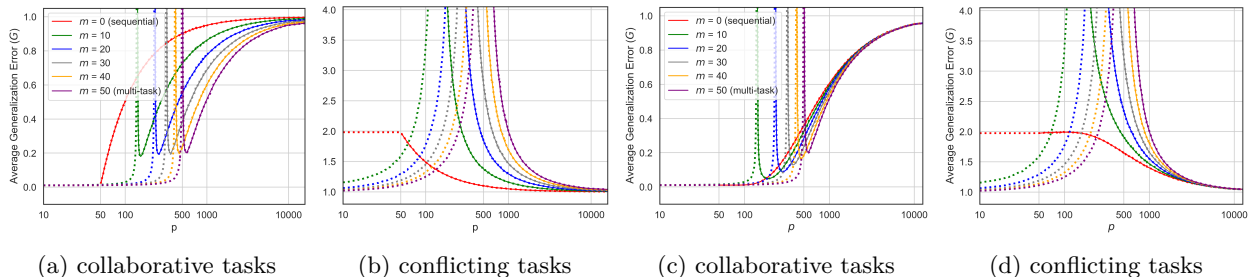 Average Generalization Error (G)
1.0
0.8
0.6
0.4
0.2
0.0
m = 0 (sequential)
m = 10
m = 20
m = 30
m = 40
m = 50 (multi-task)
10 50 100 500 1000 10000
p
(a) collaborative tasks
4.0
3.5
3.0
2.5
2.0
1.5
1.0
10 50 100 500 1000 10000
p
(b) conflicting tasks
Average Generalization Error (G)
1.0
0.8
0.6
0.4
0.2
0.0
m = 0 (sequential)
m = 10
m = 20
m = 30
m = 40
m = 50 (multi-task)
10 50 100 500 1000 10000
p
(c) collaborative tasks
Average Generalization Error (G)
4.0
3.5
3.0
2.5
2.0
1.5
1.0
10 50 100 500 1000 10000
p
(d) conflicting tasks